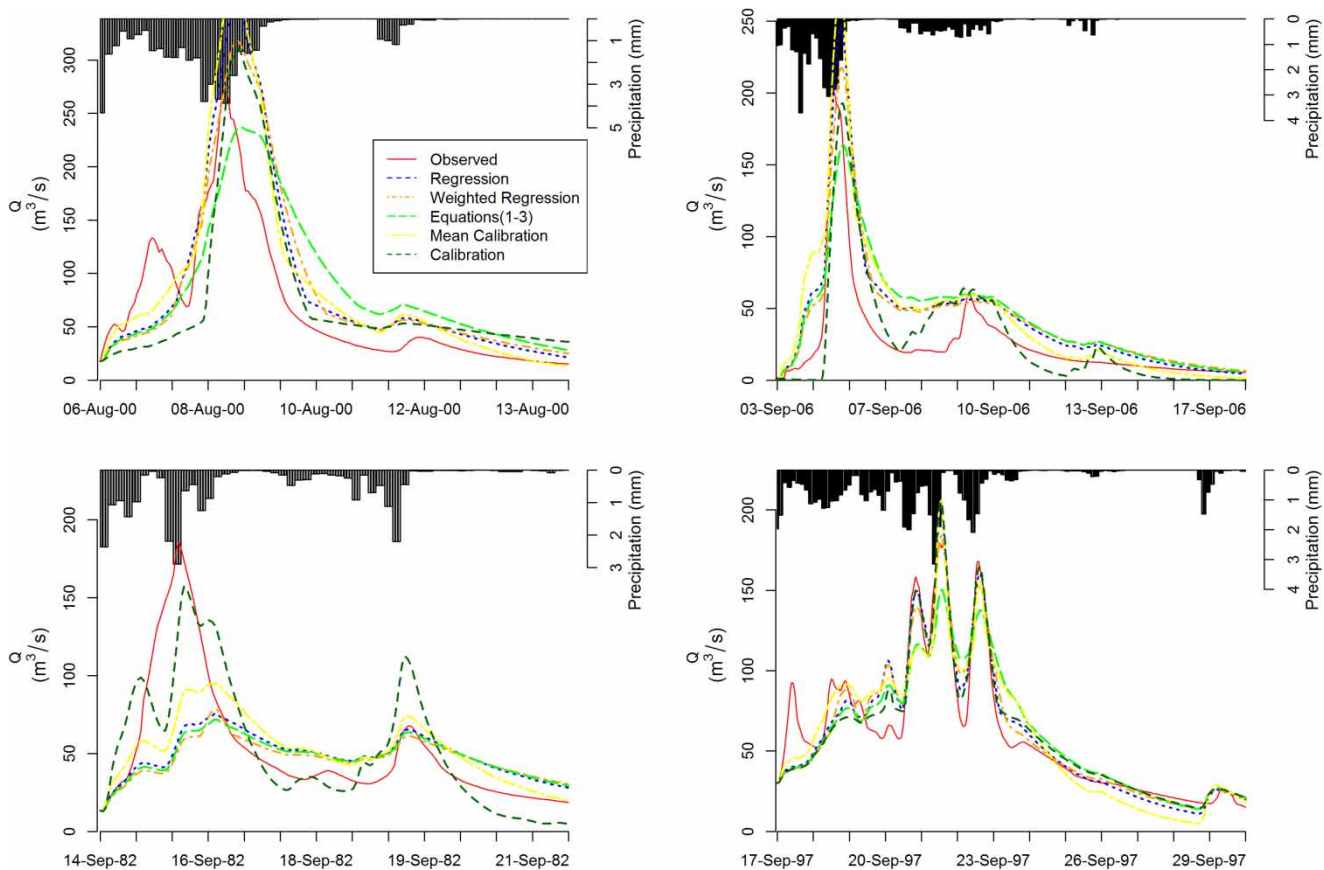 0
50
100
150
200
250
300
Q
(m³/s)
06-Aug-00
08-Aug-00
10-Aug-00
12-Aug-00
13-Aug-00
1
3
5
Precipitation (mm)
Observed
Regression
Weighted Regression
Equations(1-3)
Mean Calibration
Calibration
0
50
100
150
200
250
Q
(m³/s)
03-Sep-06
07-Sep-06
10-Sep-06
13-Sep-06
17-Sep-06
0
1
2
3
4
Precipitation (mm)
0
50
100
150
200
Q
(m³/s)
14-Sep-82
16-Sep-82
18-Sep-82
19-Sep-82
21-Sep-82
0
1
2
3
Precipitation (mm)
0
50
100
150
200
Q
(m³/s)
17-Sep-97
20-Sep-97
23-Sep-97
26-Sep-97
29-Sep-97
0
1
2
3
4
Precipitation (mm)